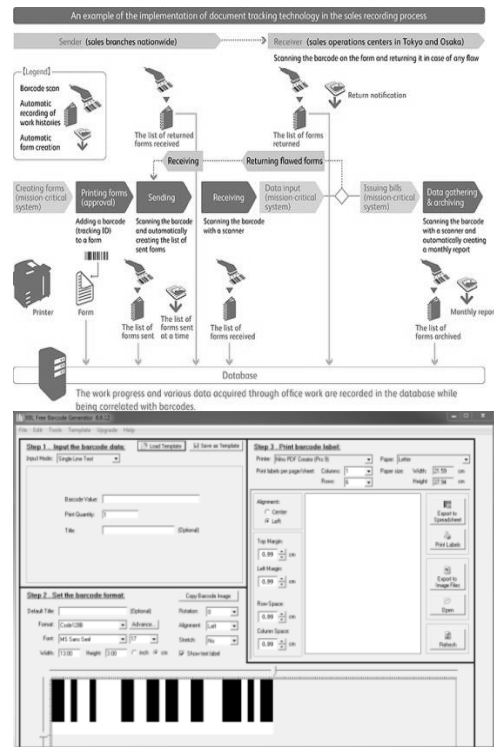 An example of the implementation of document tracking technology in the sales recording process
Sender (sales branches nationwide)
Receiver (sales operations centers in Tokyo and Osaka)
Scanning the barcode on the form and returning it in case of any flaw
[Legend]
Barcode scan
Automatic
recording of
work histories
Automatic
form creation
The list of returned
forms received
The list of forms
returned
Return notification
Receiving
Returning flawed forms
Creating forms
(mission-critical
system)
Printing forms
(approval)
Sending
Receiving
Data input
(mission-critical
system)
Issuing bills
(mission-critical
system)
Data gathering
& archiving
Adding a barcode
(tracking ID)
to a form
Scanning the barcode
and automatically
creating the list of
sent forms
Scanning the barcode
with a scanner
Scanning the barcode
with a scanner and
automatically creating
a monthly report
Printer
Form
The list of
forms sent
The list of
forms sent
at a time
The list of
forms received
The list of
forms archived
Monthly repor
Database
The work progress and various data acquired through office work are recorded in the database while
being correlated with barcodes.
Free Barcode Generator
File Edit Tools Template Upgrade Help
Step 1 . Input the barcode data:
Load Template
Save as Template
Input Mode: Single Line Text
Barcode Value:
Print Quantity: 1
Title:
(Optional)
Step 2 . Set the barcode format.
Copy Barcode Image
Default Title:
(Optional)
Rotation: 0
Format: Code128B
Advance...
Alignment: Left
Font: MS Sans Serif
17
Stretch: No
Width: 13.00 Height: 3.00 inch cm
Show text label
Step 3 . Print barcode label:
Printer: Nitro PDF Creator (Pro 9)
Paper: Letter
Print labels per page/sheet: Columns: 1
Paper size: Width: 21.59 cm
Rows: 6
Height: 27.94 cm
Alignment:
Center
Left
Top Margin:
0.99 cm
Left Margin:
0.99 cm
Row Space:
0.99 cm
Column Space:
0.99 cm
Export to
Spreadsheet
Print Labels
Export to
Image Files
Open
Refresh